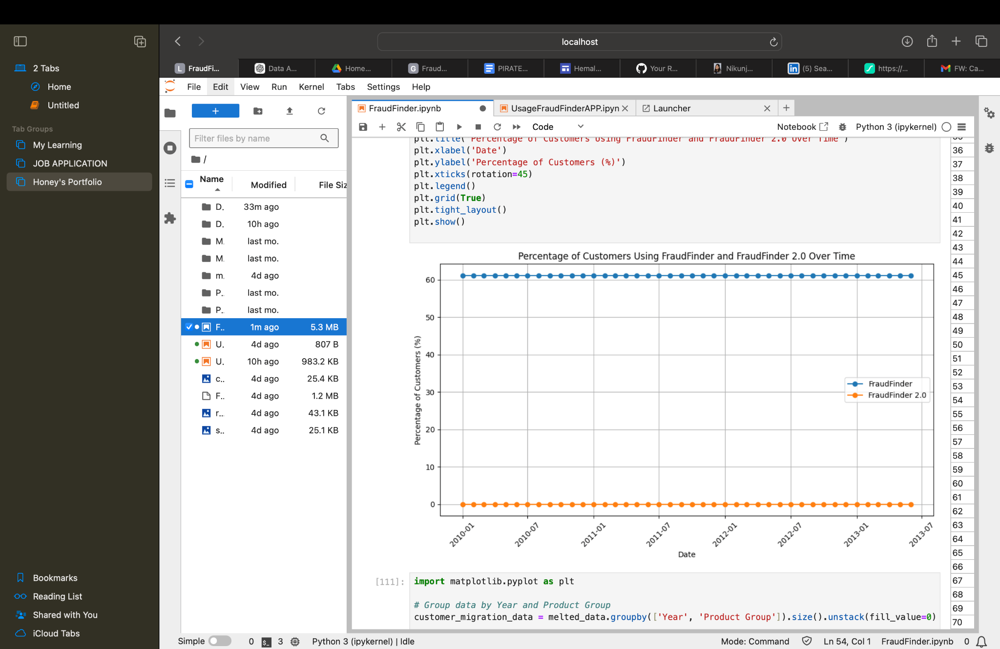 localhost
2 Tabs
Home
Untitled
Tab Groups
My Learning
JOB APPLICATION
Honey's Portfolio
Bookmarks
Reading List
Shared with You
iCloud Tabs
L FraudFi...
Data A...
Home...
G Fraud...
PIRATE...
Hemal...
Your R...
Nikunj...
in (5) Sea...
https://...
FW: Ca...
File Edit View Run Kernel Tabs Settings Help
+
Filter files by name
/
Name Modified File Siz
D. 33m ago
D. 10h ago
M. last mo.
M. last mo.
m. 4d ago
P.. last mo.
P.. last mo.
F.. 1m ago 5.3 MB
U. 4d ago 807 B
U. 10h ago 983.2 KB
c.. 4d ago 25.4 KB
F.. 4d ago 1.2 MB
r... 4d ago 43.1 KB
s.. 4d ago 25.1 KB
FraudFinder.ipynb
UsageFraudFinderAPP.ipyn
Launcher
Code
Notebook
Python 3 (ipykernel)
plt.title('Percentage of Customers Using FraudFinder and FraudFinder 2.0 Over Time')
plt.xlabel('Date')
plt.ylabel('Percentage of Customers (%)')
plt.xticks(rotation=45)
plt.legend()
plt.grid(True)
plt.tight_layout()
plt.show()
Percentage of Customers Using FraudFinder and FraudFinder 2.0 Over Time
Percentage of Customers (%)
60
50
40
30
20
10
0
FraudFinder
FraudFinder 2.0
2010-01 2010-07 2011-01 2011-07 2012-01 2012-07 2013-01 2013-07
Date
[111]:
import matplotlib.pyplot as plt
# Group data by Year and Product Group
customer_migration_data = melted_data.groupby(['Year', 'Product Group']).size().unstack(fill_value=0)
36
37
38
39
40
41
42
43
44
45
46
47
48
49
50
51
52
53
54
55
56
57
58
59
60
61
62
63
64
65
66
67
68
69
70
Simple 0 $_ 3 Python 3 (ipykernel) | Idle
Mode: Command Ln 54, Col 1 FraudFinder.ipynb 0